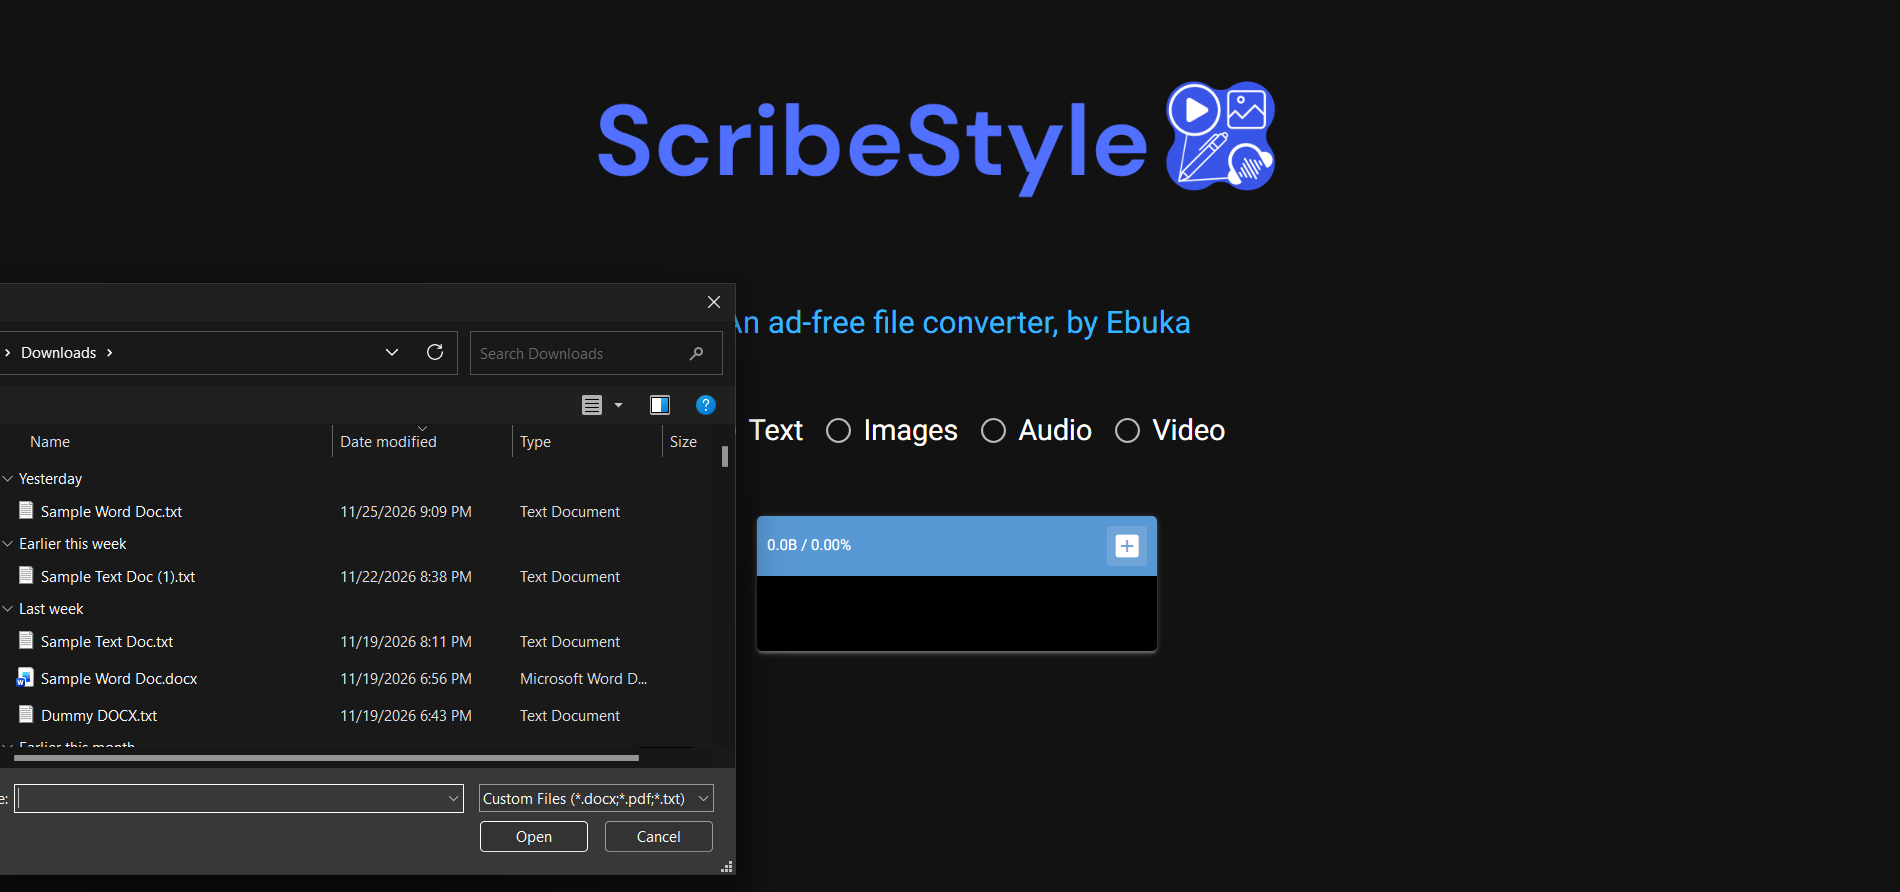 ScribeStyle
An ad-free file converter, by Ebuka
Text Images Audio Video
0.0B / 0.00%
Downloads
Search Downloads
Name Date modified Type Size
Yesterday
Sample Word Doc.txt 11/25/2026 9:09 PM Text Document
Earlier this week
Sample Text Doc (1).txt 11/22/2026 8:38 PM Text Document
Last week
Sample Text Doc.txt 11/19/2026 8:11 PM Text Document
Sample Word Doc.docx 11/19/2026 6:56 PM Microsoft Word D...
Dummy DOCX.txt 11/19/2026 6:43 PM Text Document
Earlier this month
e: Custom Files (*.docx;*.pdf;*.txt)
Open Cancel